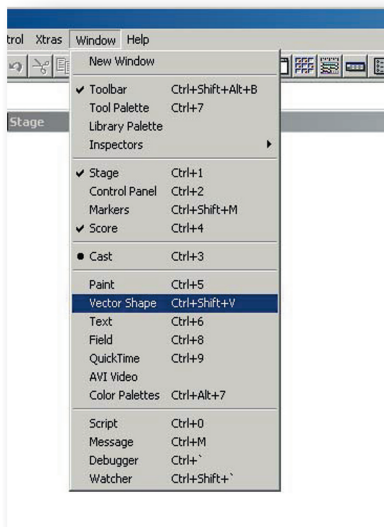 trol Xtras Window Help
New Window
✔ Toolbar Ctrl+Shift+Alt+B
Tool Palette Ctrl+7
Library Palette
Inspectors
Stage
✔ Stage Ctrl+1
Control Panel Ctrl+2
Markers Ctrl+Shift+M
✔ Score Ctrl+4
● Cast Ctrl+3
Paint Ctrl+5
Vector Shape Ctrl+Shift+V
Text Ctrl+6
Field Ctrl+8
QuickTime Ctrl+9
AVI Video
Color Palettes Ctrl+Alt+7
Script Ctrl+0
Message Ctrl+M
Debugger Ctrl+`
Watcher Ctrl+Shift+`